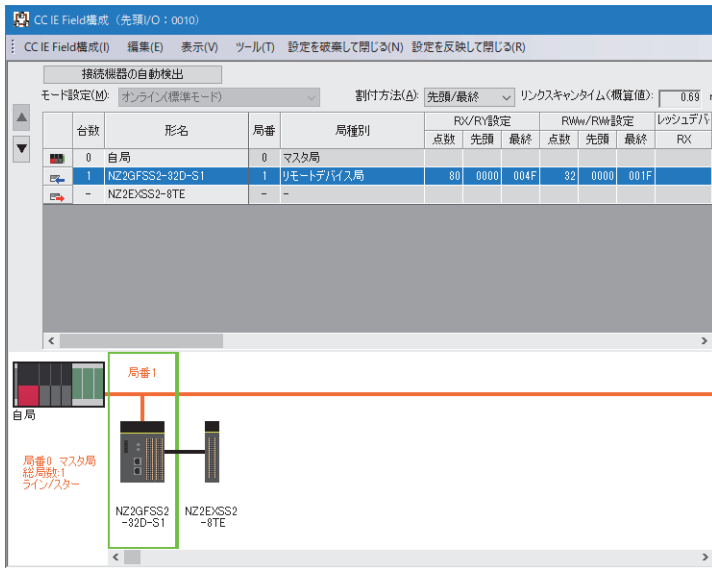 CC IE Field構成（先頭I/O：0010）
CC IE Field構成(I) 編集(E) 表示(V) ツール(T) 設定を破棄して閉じる(N) 設定を反映して閉じる(R)
接続機器の自動検出
モード設定(M): オンライン(標準モード) 割付方法(A): 先頭/最終 リンクスキャンタイム(概算値): 0.69
台数 形名 局番 局種別 RX/RY設定 RWw/RWr設定 レッシュデバ
点数 先頭 最終 点数 先頭 最終 RX
0 自局 0 マスタ局
1 NZ2GFSS2-32D-S1 1 リモートデバイス局 80 0000 004F 32 0000 001F
- NZ2EXSS2-8TE - -
局番1
自局
局番0 マスタ局
総局数:1
ライン/スター
NZ2GFSS2
-32D-S1
NZ2EXSS2
-8TE